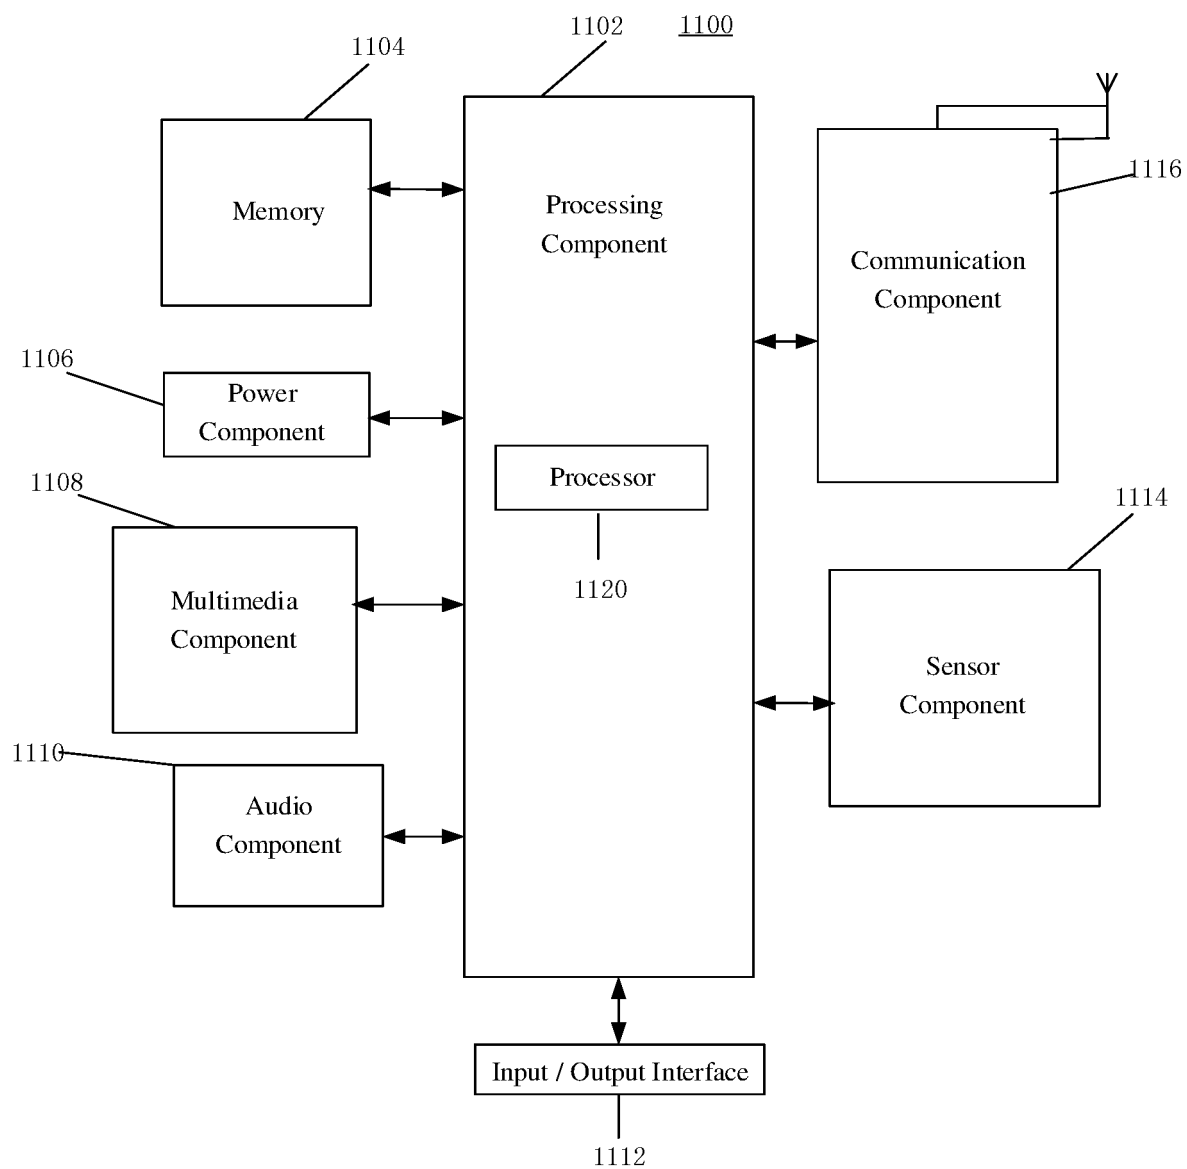 1102
1100
1104
Memory
Processing
Component
1116
Communication
Component
1106
Power
Component
Processor
1108
1114
1120
Multimedia
Component
Sensor
Component
1110
Audio
Component
Input / Output Interface
1112